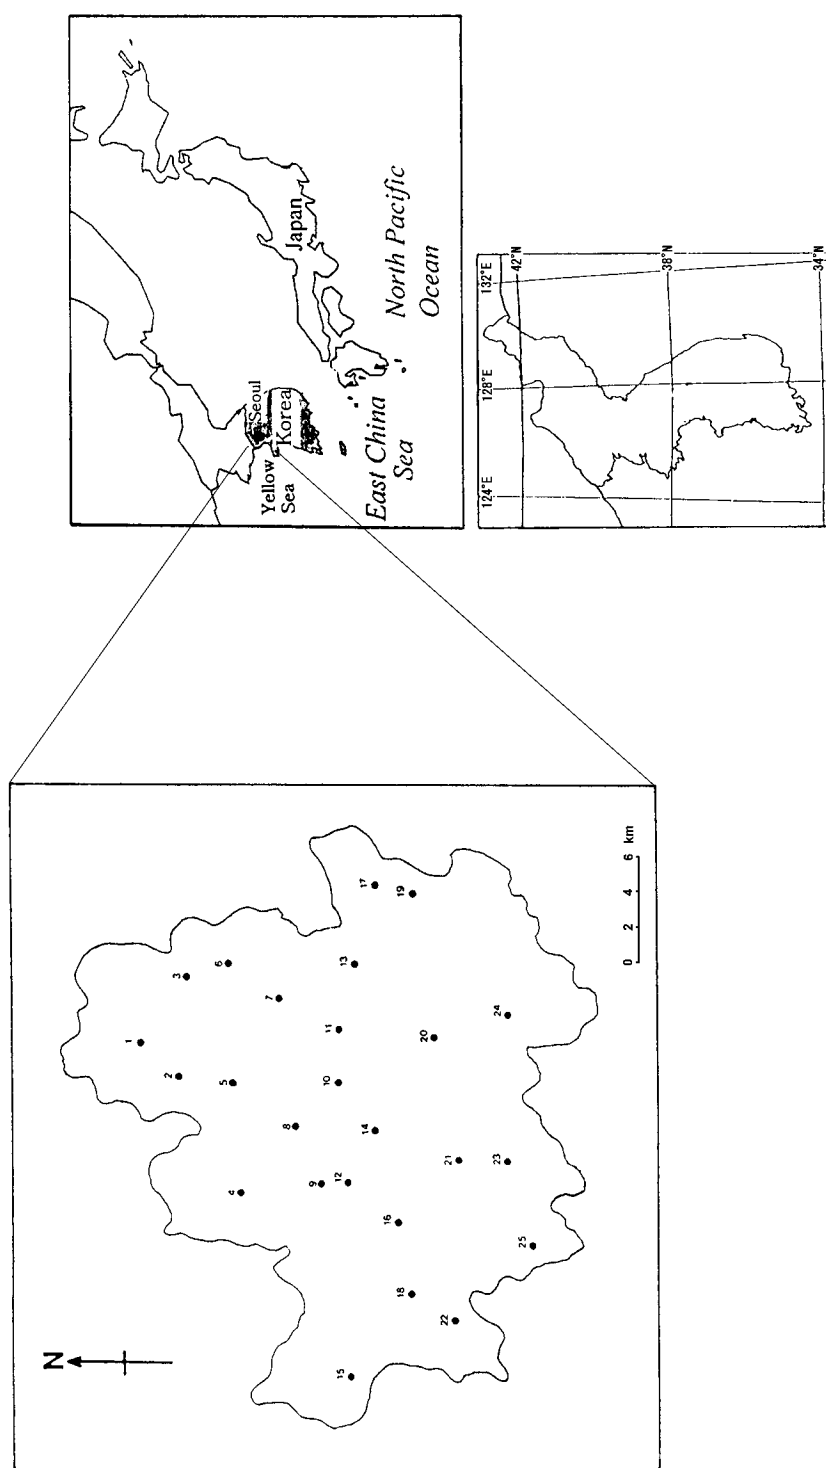 Japan
North Pacific
Ocean
Seoul
Korea
Yellow
Sea
East China
Sea
132°E
128°E
124°E
42°N
38°N
34°N
N
0 2 4 6 km
1
2
3
4
5
6
7
8
9
10
11
12
13
14
15
16
17
18
19
20
21
22
23
24
25